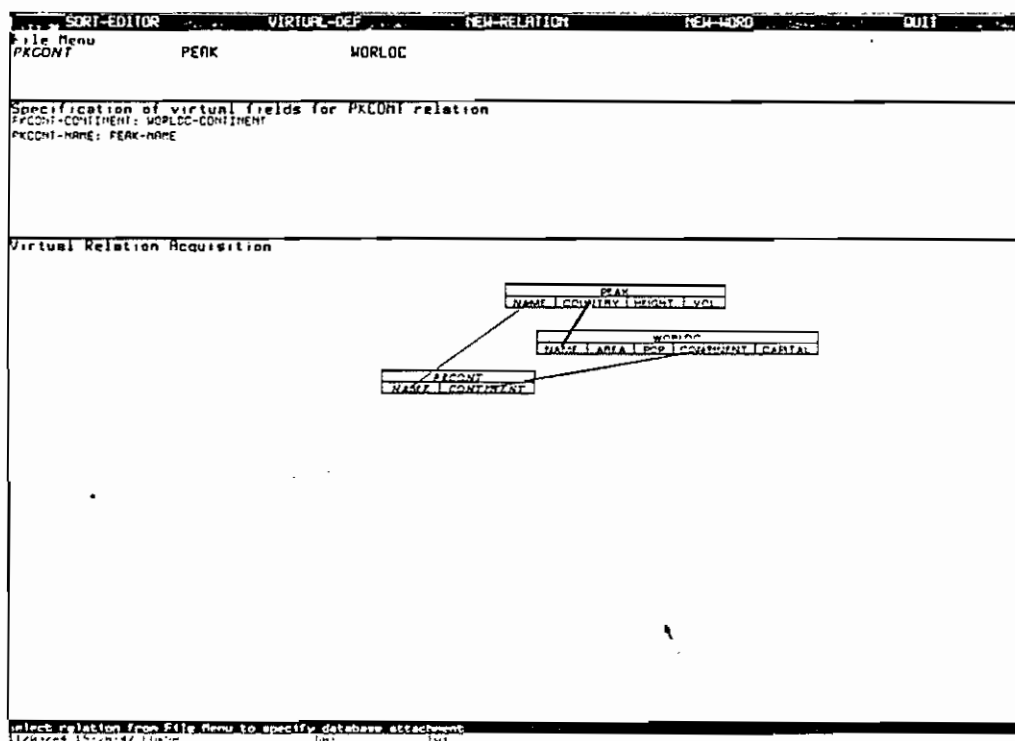 SORT-EDITOR VIRTUAL-DEF NEW-RELATION NEW-WORD QUIT
File Menu
PKCONT PEAK WORLOC
Specification of virtual fields for PKCONT relation
PKCONT-CONTINENT: WORLOC-CONTINENT
PKCONT-NAME: PEAK-NAME
Virtual Relation Acquisition
PEAK
NAME COUNTRY HEIGHT VOL
WORLOC
NAME AREA POP CONTINENT CAPITAL
PKCONT
NAME CONTINENT
Select relation from File Menu to specify database attachment